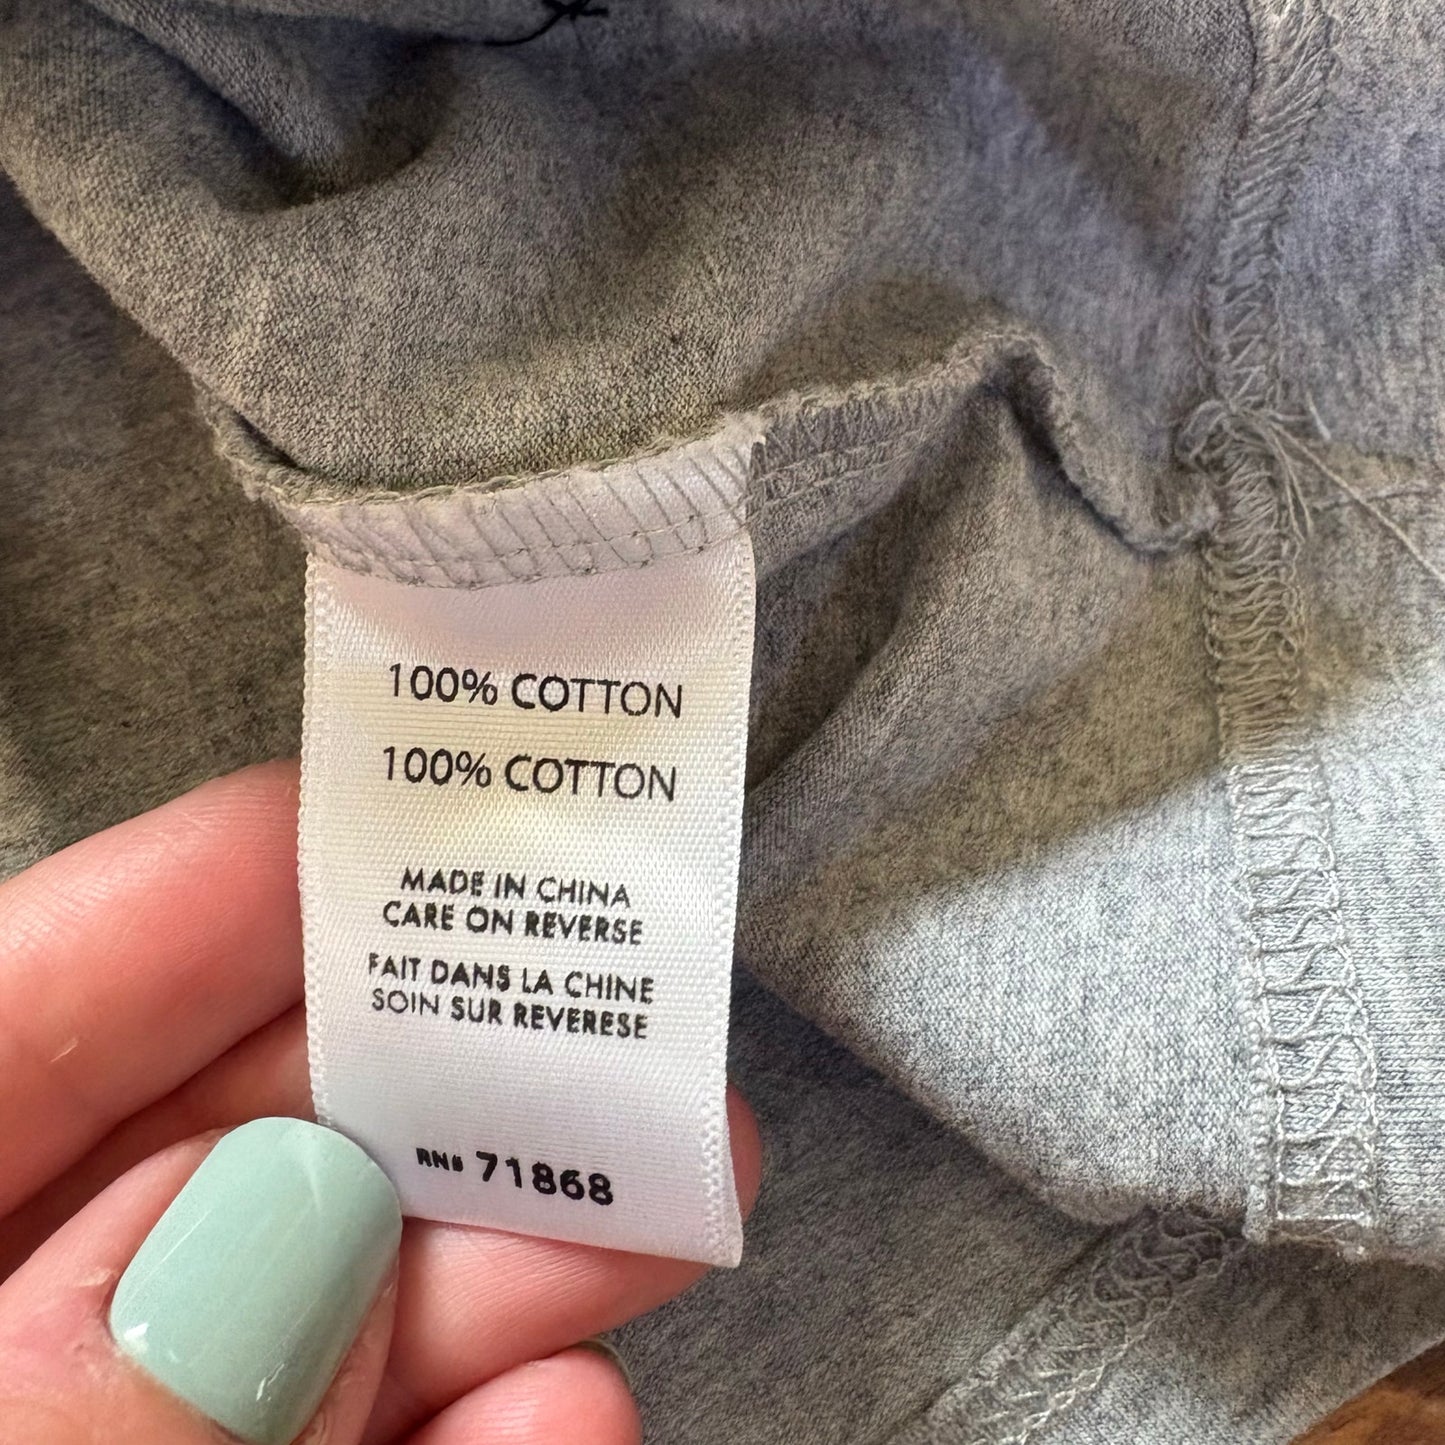 100% COTTON
100% COTTON
MADE IN CHINA
CARE ON REVERSE
FAIT DANS LA CHINE
SOIN SUR REVERESE
RN# 71868